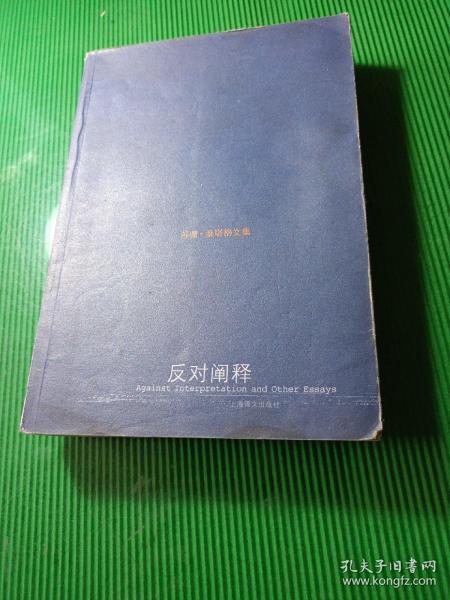 苏珊·桑塔格文集
反对阐释
Against Interpretation and Other Essays
上海译文出版社
孔夫子旧书网
www.kongfz.com